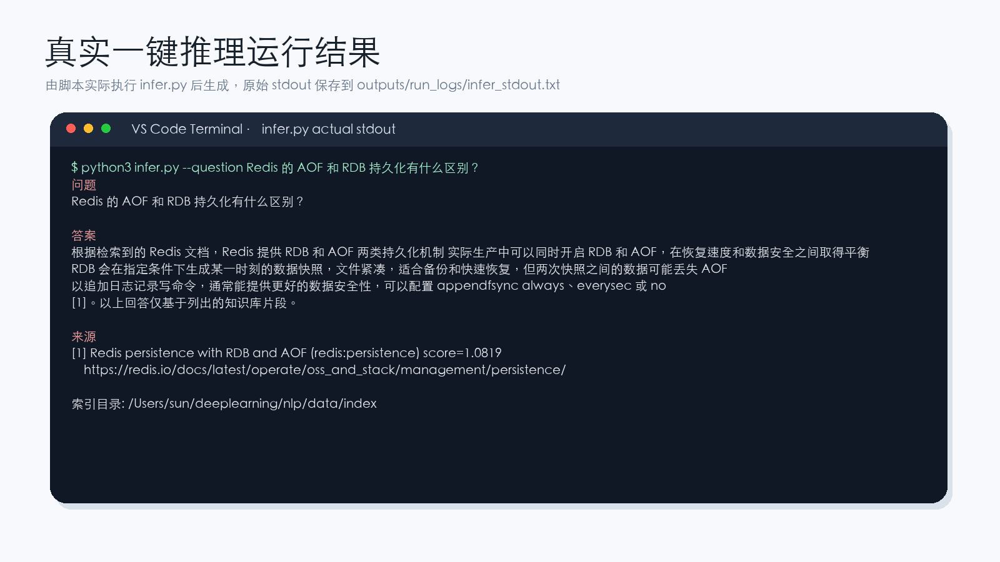 真实一键推理运行结果
由脚本实际执行 infer.py 后生成，原始 stdout 保存到 outputs/run_logs/infer_stdout.txt
VS Code Terminal · infer.py actual stdout
$ python3 infer.py --question Redis 的 AOF 和 RDB 持久化有什么区别？
问题
Redis 的 AOF 和 RDB 持久化有什么区别？
答案
根据检索到的 Redis 文档，Redis 提供 RDB 和 AOF 两类持久化机制 实际生产中可以同时开启 RDB 和 AOF，在恢复速度和数据安全之间取得平衡
RDB 会在指定条件下生成某一时刻的数据快照，文件紧凑，适合备份和快速恢复，但两次快照之间的数据可能丢失 AOF
以追加日志记录写命令，通常能提供更好的数据安全性，可以配置 appendfsync always、everysec 或 no
[1]。以上回答仅基于列出的知识库片段。
来源
[1] Redis persistence with RDB and AOF (redis:persistence) score=1.0819
https://redis.io/docs/latest/operate/oss_and_stack/management/persistence/
索引目录: /Users/sun/deeplearning/nlp/data/index